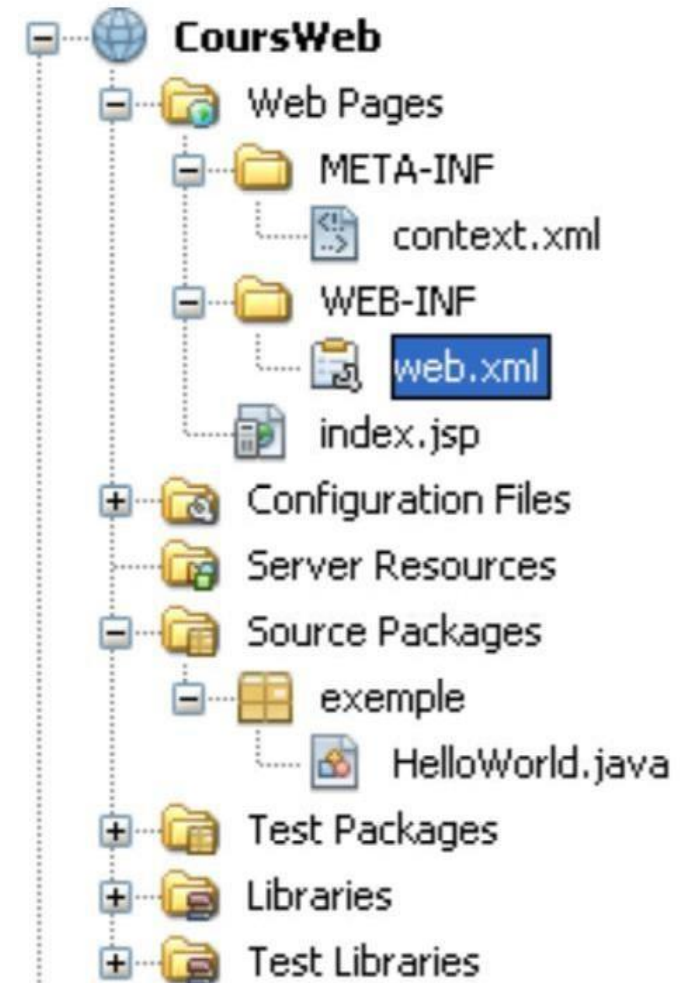 CoursWeb
Web Pages
META-INF
context.xml
WEB-INF
web.xml
index.jsp
Configuration Files
Server Resources
Source Packages
exemple
HelloWorld.java
Test Packages
Libraries
Test Libraries